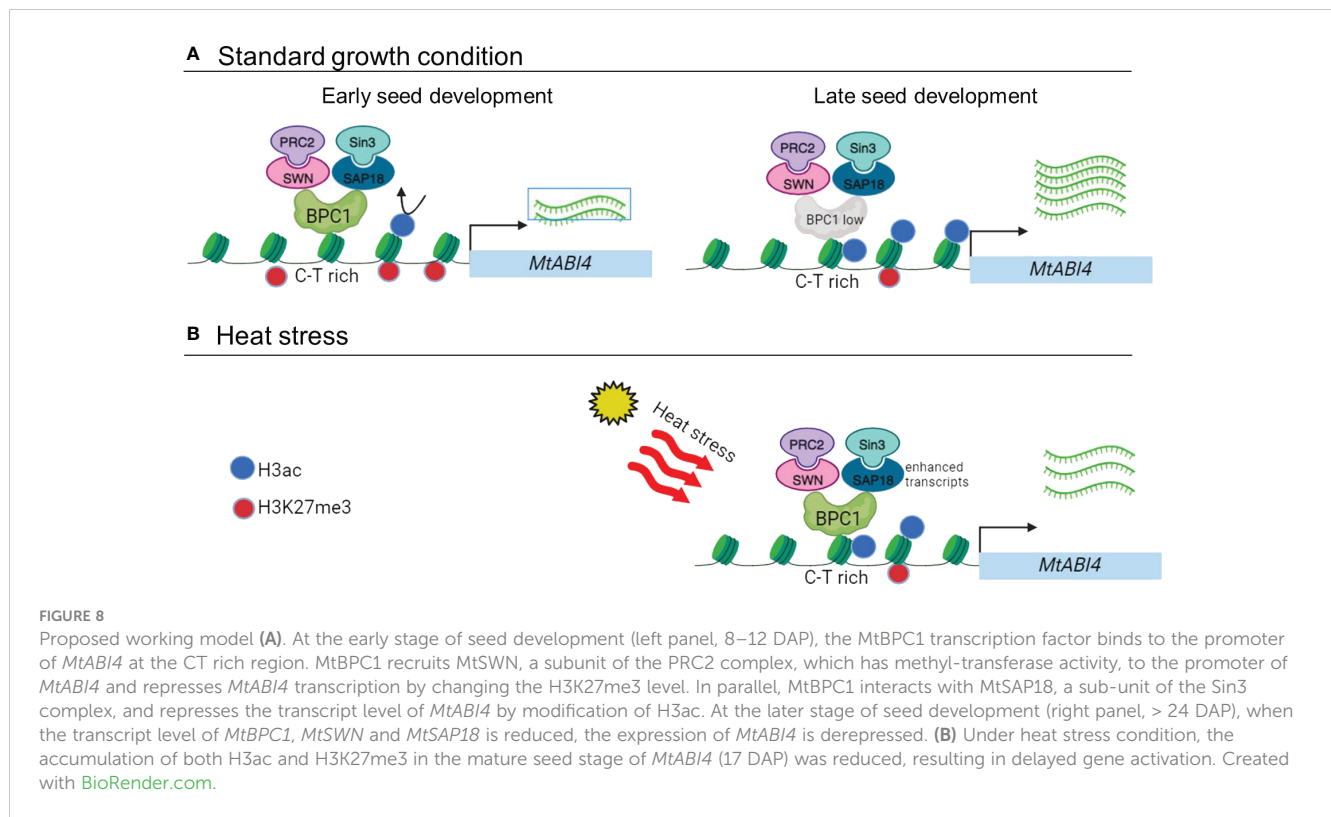 A Standard growth condition
Early seed development
Late seed development
PRC2
Sin3
SWN
SAP18
BPC1
C-T rich
MtABI4
PRC2
Sin3
SWN
SAP18
BPC1 low
C-T rich
MtABI4
B Heat stress
Heat stress
H3ac
H3K27me3
PRC2
Sin3
SWN
SAP18
enhanced
transcripts
BPC1
C-T rich
MtABI4
FIGURE 8
Proposed working model (A). At the early stage of seed development (left panel, 8–12 DAP), the MtBPC1 transcription factor binds to the promoter
of MtABI4 at the CT rich region. MtBPC1 recruits MtSWN, a subunit of the PRC2 complex, which has methyl-transferase activity, to the promoter of
MtABI4 and represses MtABI4 transcription by changing the H3K27me3 level. In parallel, MtBPC1 interacts with MtSAP18, a sub-unit of the Sin3
complex, and represses the transcript level of MtABI4 by modification of H3ac. At the later stage of seed development (right panel, > 24 DAP), when
the transcript level of MtBPC1, MtSWN and MtSAP18 is reduced, the expression of MtABI4 is derepressed. (B) Under heat stress condition, the
accumulation of both H3ac and H3K27me3 in the mature seed stage of MtABI4 (17 DAP) was reduced, resulting in delayed gene activation. Created
with BioRender.com.